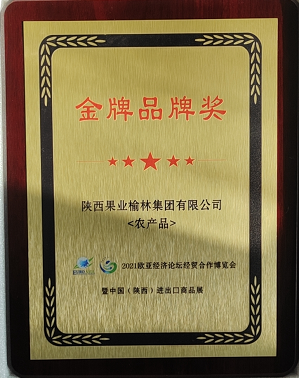 金牌品牌奖
陕西果业榆林集团有限公司
<农产品>
2021欧亚经济论坛经贸合作博览会
暨中国（陕西）进出口商品展